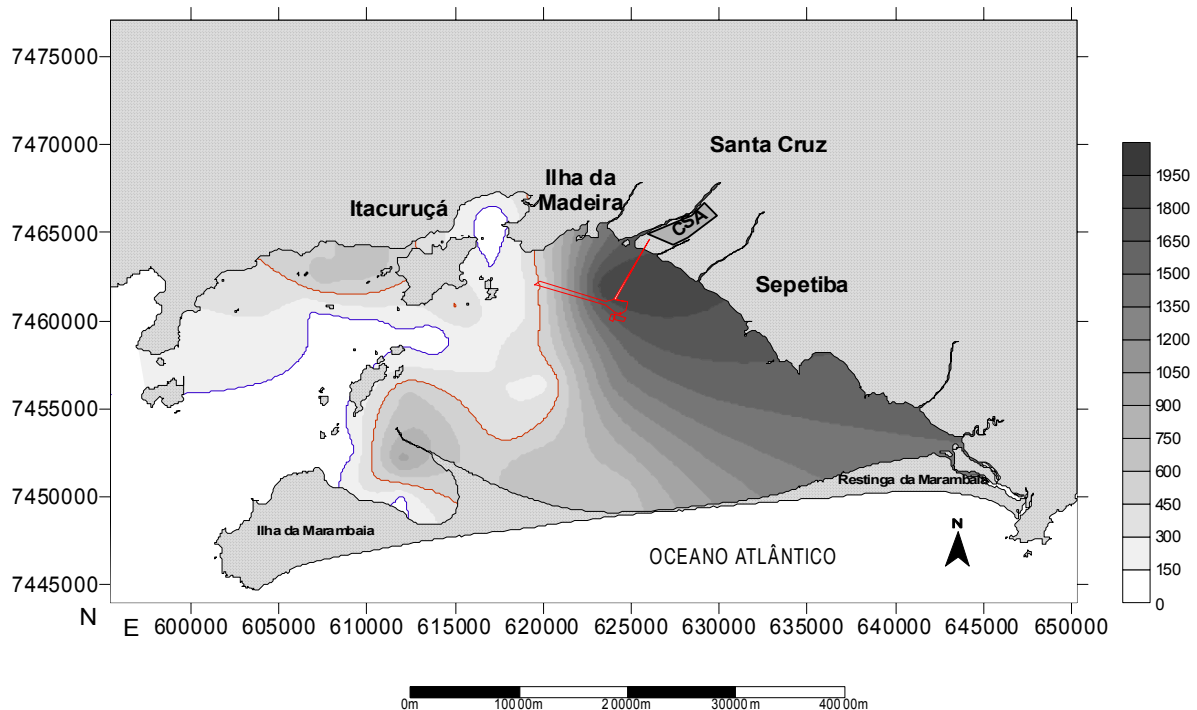 7475000
7470000
7465000
7460000
7455000
7450000
7445000
Santa Cruz
Ilha da
Madeira
Itacuruçá
CSA
Sepetiba
Restinga da Marambaia
Ilha da Marambaia
OCEANO ATLÂNTICO
N
1950
1800
1650
1500
1350
1200
1050
900
750
600
450
300
150
0
N
E
600000 605000 610000 615000 620000 625000 630000 635000 640000 645000 650000
0m 10000m 20000m 30000m 40000m